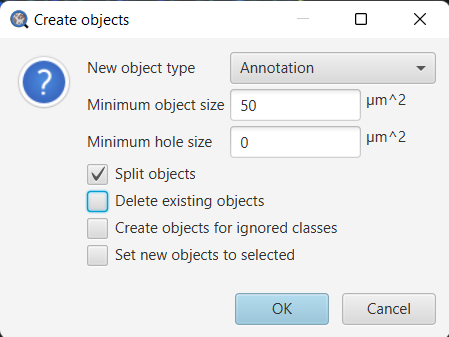 Create objects
?
New object type Annotation
Minimum object size 50 µm^2
Minimum hole size 0 µm^2
Split objects
Delete existing objects
Create objects for ignored classes
Set new objects to selected
OK Cancel